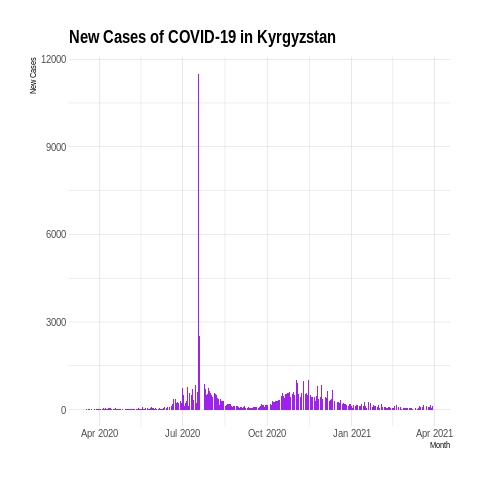 New Cases of COVID-19 in Kyrgyzstan
New Cases
12000
9000
6000
3000
0
Apr 2020 Jul 2020 Oct 2020 Jan 2021 Apr 2021
Month